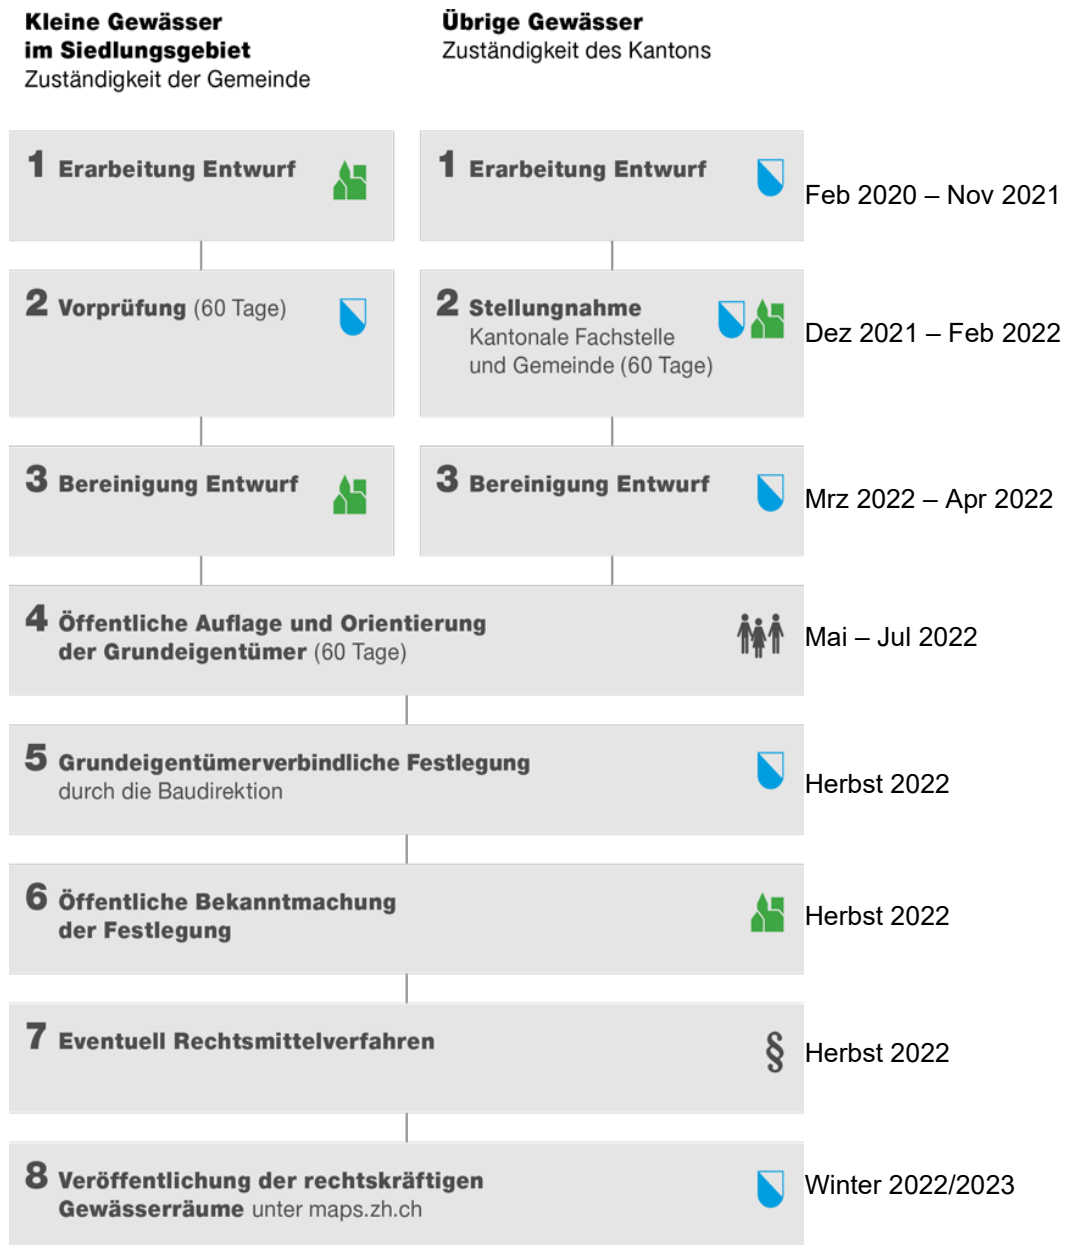 Kleine Gewässer
im Siedlungsgebiet
Zuständigkeit der Gemeinde
Übrige Gewässer
Zuständigkeit des Kantons
1 Erarbeitung Entwurf
1 Erarbeitung Entwurf
Feb 2020 – Nov 2021
2 Vorprüfung (60 Tage)
2 Stellungnahme
Kantonale Fachstelle
und Gemeinde (60 Tage)
Dez 2021 – Feb 2022
3 Bereinigung Entwurf
3 Bereinigung Entwurf
Mrz 2022 – Apr 2022
4 Öffentliche Auflage und Orientierung
der Grundeigentümer (60 Tage)
Mai – Jul 2022
5 Grundeigentümerverbindliche Festlegung
durch die Baudirektion
Herbst 2022
6 Öffentliche Bekanntmachung
der Festlegung
Herbst 2022
7 Eventuell Rechtsmittelverfahren
§
Herbst 2022
8 Veröffentlichung der rechtskräftigen
Gewässerräume unter maps.zh.ch
Winter 2022/2023